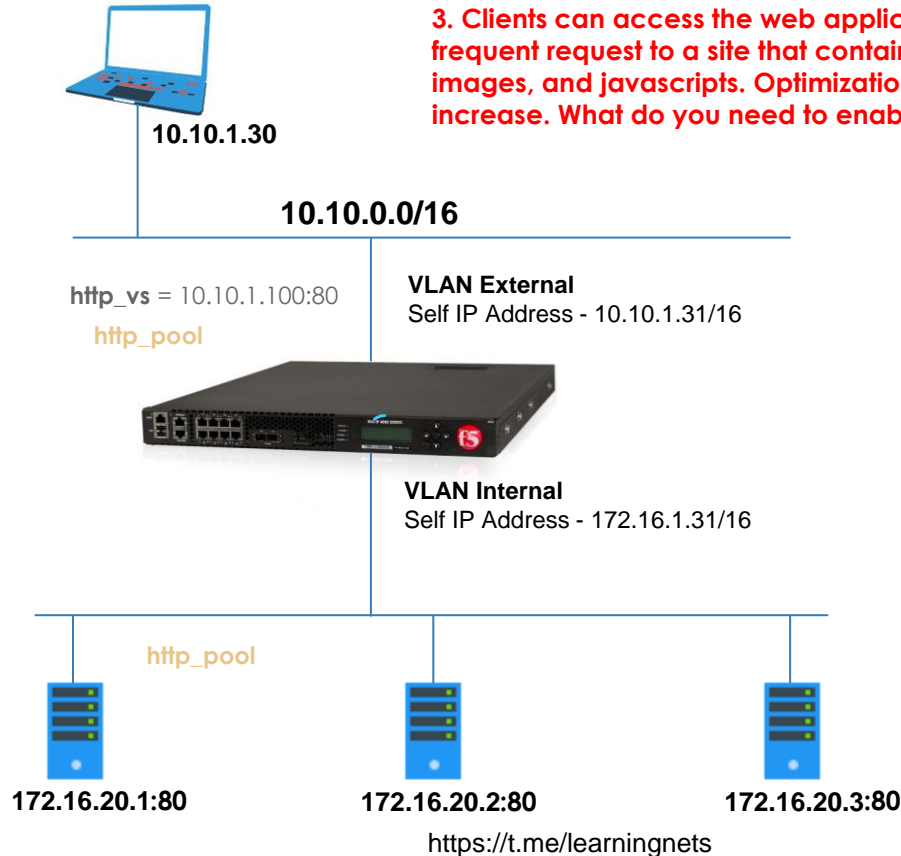 3. Clients can access the web applic
frequent request to a site that contain
images, and javascripts. Optimizatio
increase. What do you need to enab
10.10.1.30
10.10.0.0/16
http_vs = 10.10.1.100:80
http_pool
VLAN External
Self IP Address - 10.10.1.31/16
f5
VLAN Internal
Self IP Address - 172.16.1.31/16
http_pool
172.16.20.1:80
172.16.20.2:80
172.16.20.3:80
https://t.me/learningnets